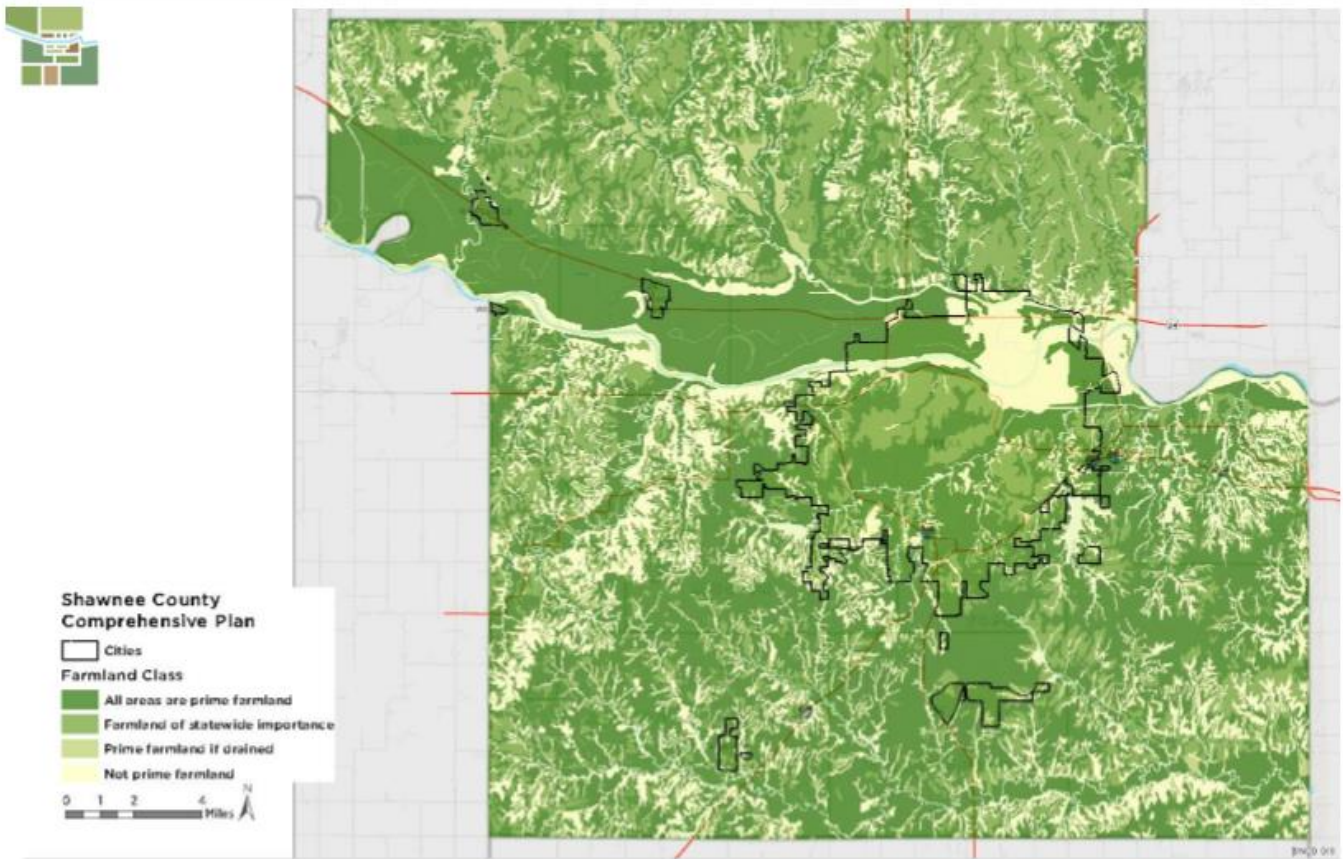 Shawnee County
Comprehensive Plan
Cities
Farmland Class
All areas are prime farmland
Farmland of statewide importance
Prime farmland if drained
Not prime farmland
0 1 2 4
Miles
N